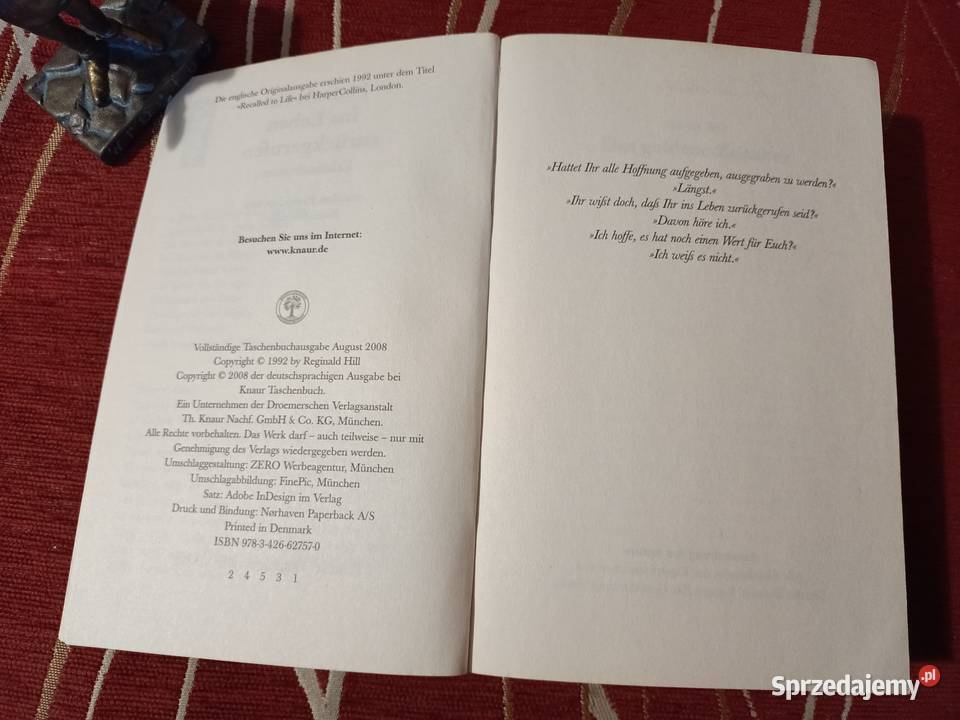 Die englische Originalausgabe erschien 1992 unter dem Titel
»Recalled to Life« bei HarperCollins, London.
Besuchen Sie uns im Internet:
www.knaur.de
Vollständige Taschenbuchausgabe August 2008
Copyright © 1992 by Reginald Hill
Copyright © 2008 der deutschsprachigen Ausgabe bei
Knaur Taschenbuch.
Ein Unternehmen der Droemerschen Verlagsanstalt
Th. Knaur Nachf. GmbH & Co. KG, München.
Alle Rechte vorbehalten. Das Werk darf – auch teilweise – nur mit
Genehmigung des Verlags wiedergegeben werden.
Umschlaggestaltung: ZERO Werbeagentur, München
Umschlagabbildung: FinePic, München
Satz: Adobe InDesign im Verlag
Druck und Bindung: Nørhaven Paperback A/S
Printed in Denmark
ISBN 978-3-426-62757-0
2 4 5 3 1
»Hattet Ihr alle Hoffnung aufgegeben, ausgegraben zu werden?«
»Längst.«
»Ihr wißt doch, daß Ihr ins Leben zurückgerufen seid?«
»Davon höre ich.«
»Ich hoffe, es hat noch einen Wert für Euch?«
»Ich weiß es nicht.«
Sprzedajemy.pl